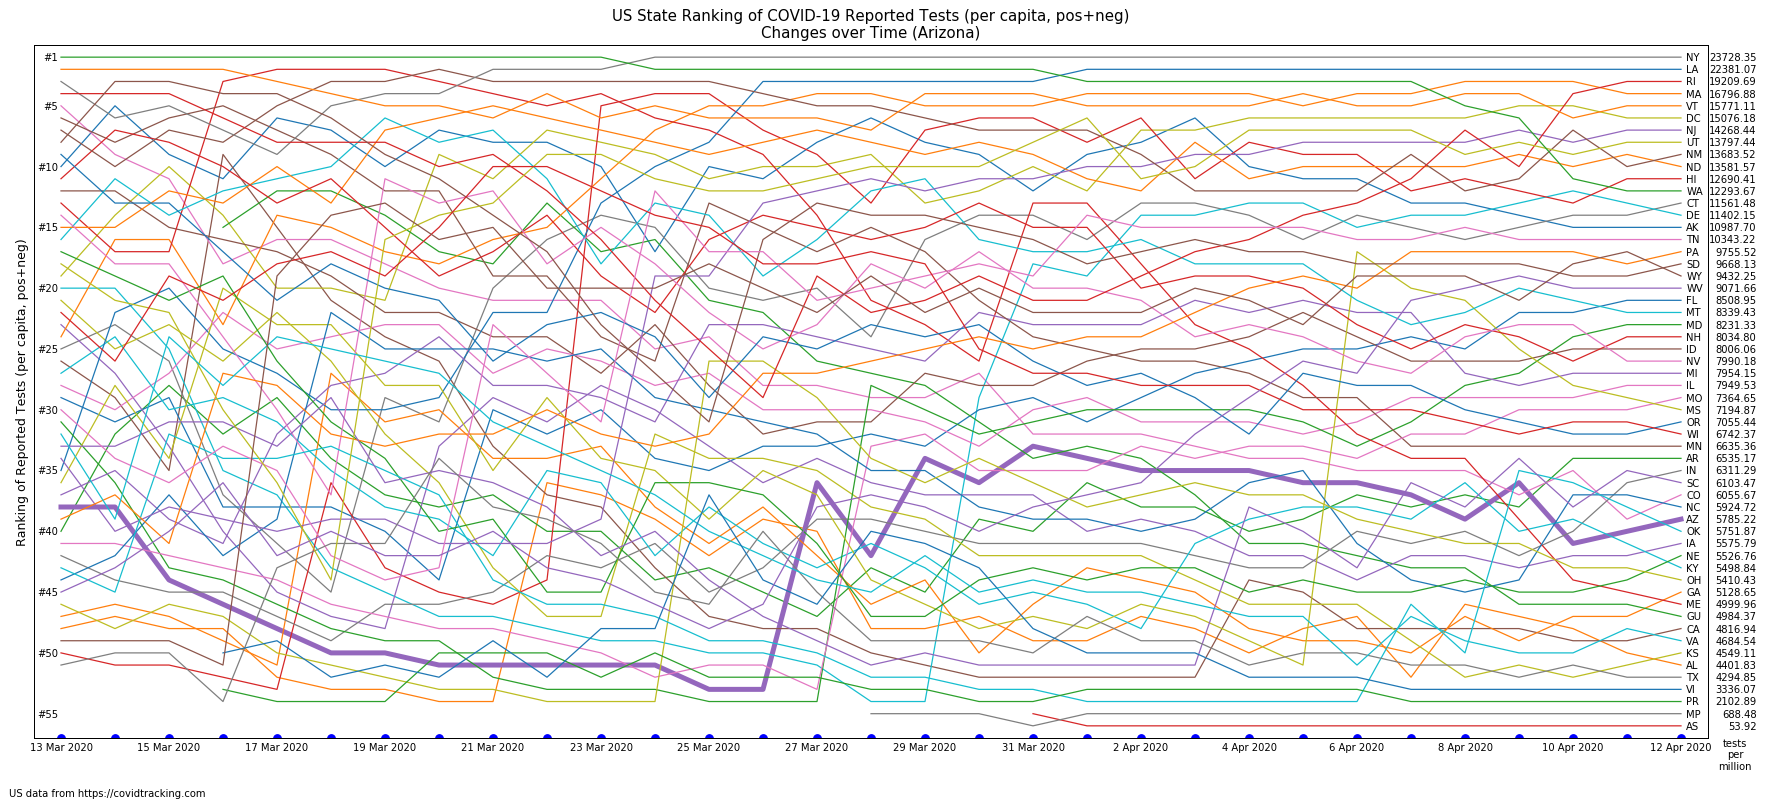 US State Ranking of COVID-19 Reported Tests (per capita, pos+neg)
Changes over Time (Arizona)
Ranking of Reported Tests (per capita, pos+neg)
#1
#5
#10
#15
#20
#25
#30
#35
#40
#45
#50
#55
NY 23728.35
LA 22381.07
RI 19209.69
MA 16796.88
VT 15771.11
DC 15076.18
NJ 14268.44
UT 13797.44
NM 13683.52
ND 13581.57
HI 12690.41
WA 12293.67
CT 11561.48
DE 11402.15
AK 10987.70
TN 10343.22
PA 9755.52
SD 9668.13
WY 9432.25
WV 9071.66
FL 8508.95
MT 8339.43
MD 8231.33
NH 8034.80
ID 8006.06
NV 7990.18
MI 7954.15
IL 7949.53
MO 7364.65
MS 7194.87
OR 7055.44
WI 6742.37
MN 6635.36
AR 6535.17
IN 6311.29
SC 6103.47
CO 6055.67
NC 5924.72
AZ 5785.22
OK 5751.87
IA 5575.79
NE 5526.76
KY 5498.84
OH 5410.43
GA 5128.65
ME 4999.96
GU 4984.37
CA 4816.94
VA 4684.54
KS 4549.11
AL 4401.83
TX 4294.85
VI 3336.07
PR 2102.89
MP 688.48
AS 53.92
13 Mar 2020 15 Mar 2020 17 Mar 2020 19 Mar 2020 21 Mar 2020 23 Mar 2020 25 Mar 2020 27 Mar 2020 29 Mar 2020 31 Mar 2020 2 Apr 2020 4 Apr 2020 6 Apr 2020 8 Apr 2020 10 Apr 2020 12 Apr 2020
tests
per
million
US data from https://covidtracking.com